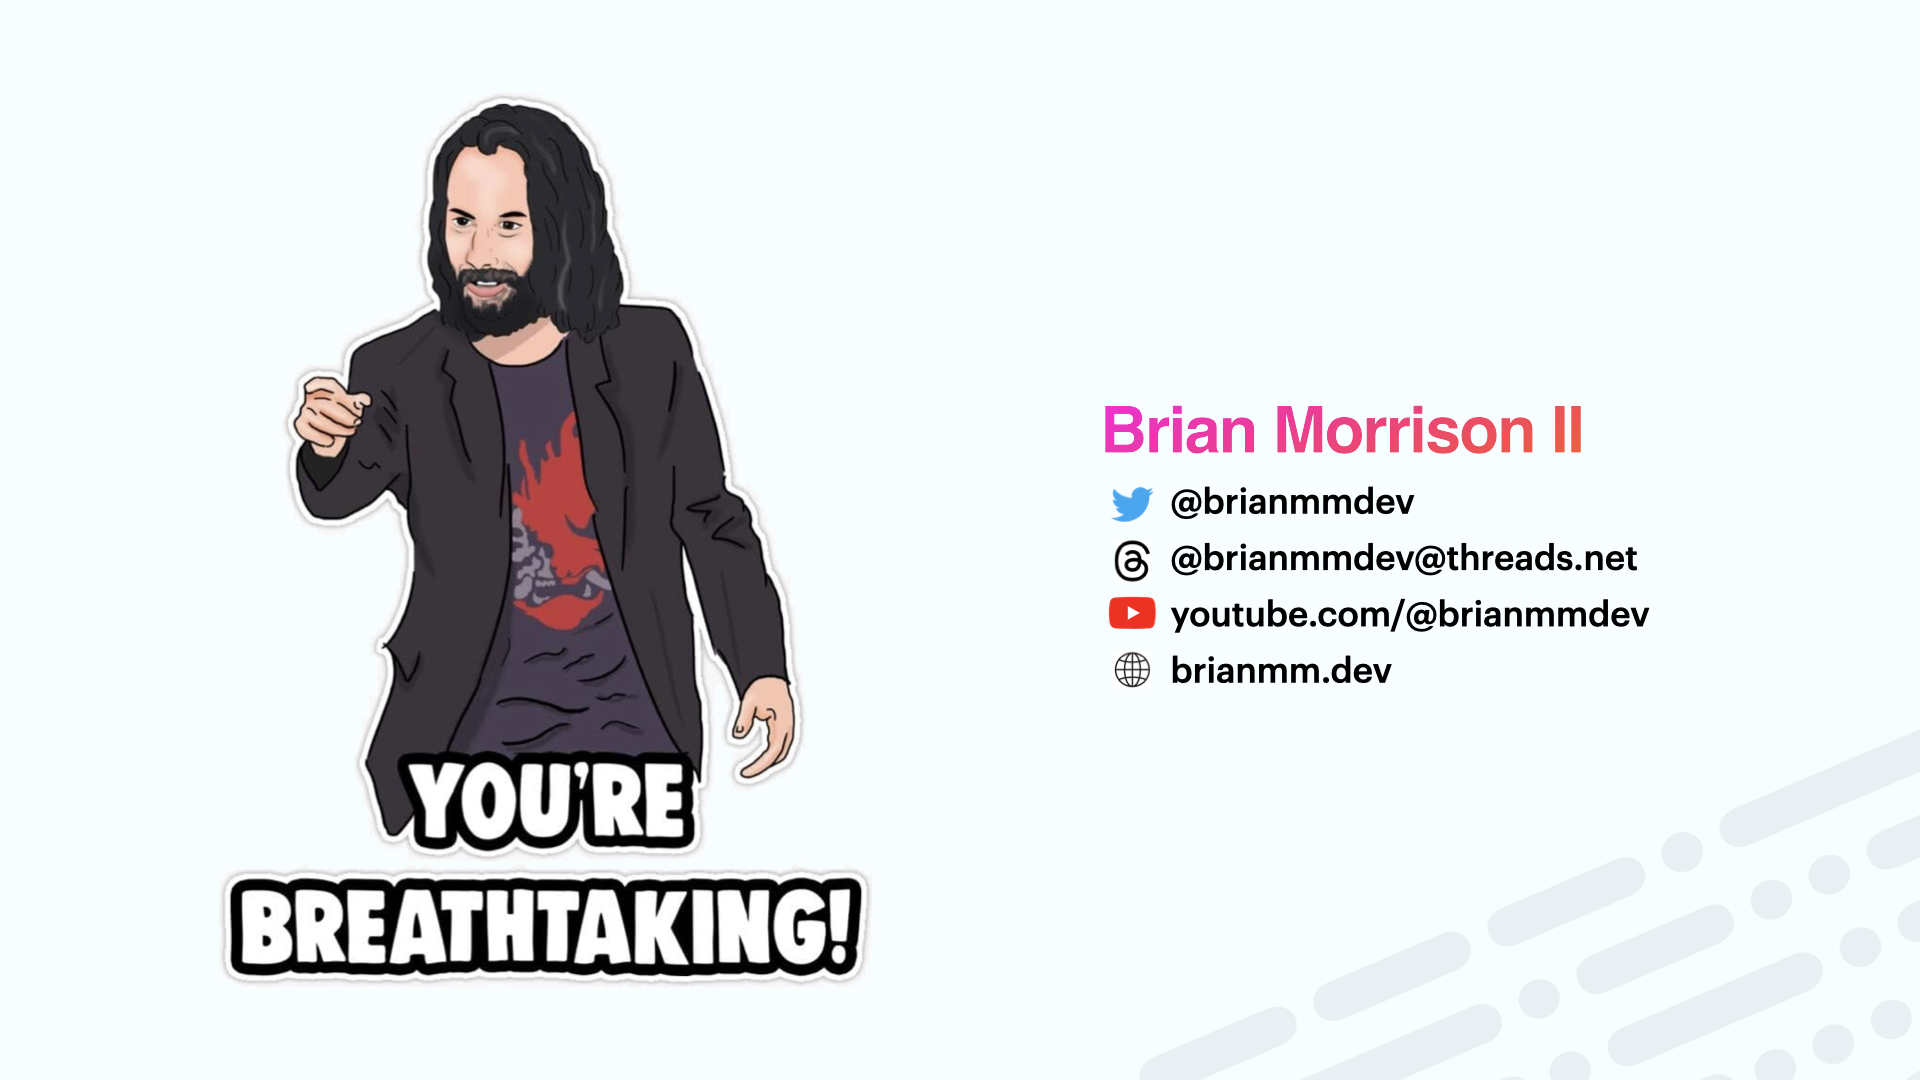 YOU'RE
BREATHTAKING!
Brian Morrison II
@brianmmdev
@brianmmdev@threads.net
youtube.com/@brianmmdev
brianmm.dev